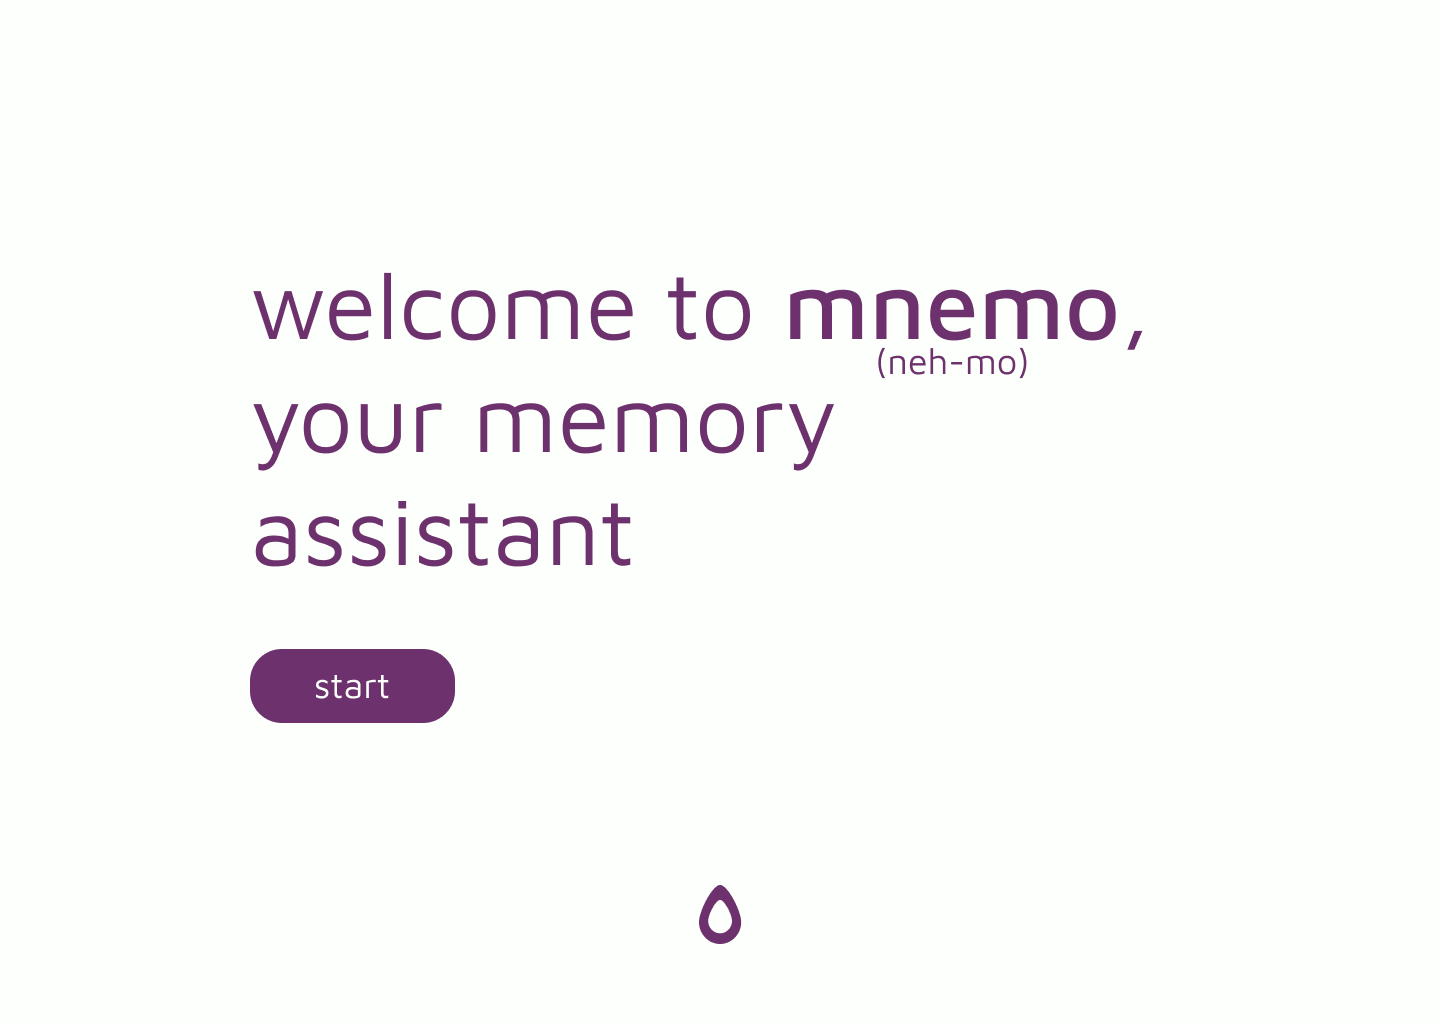 welcome to mnemo,
(neh-mo)
your memory
assistant
start